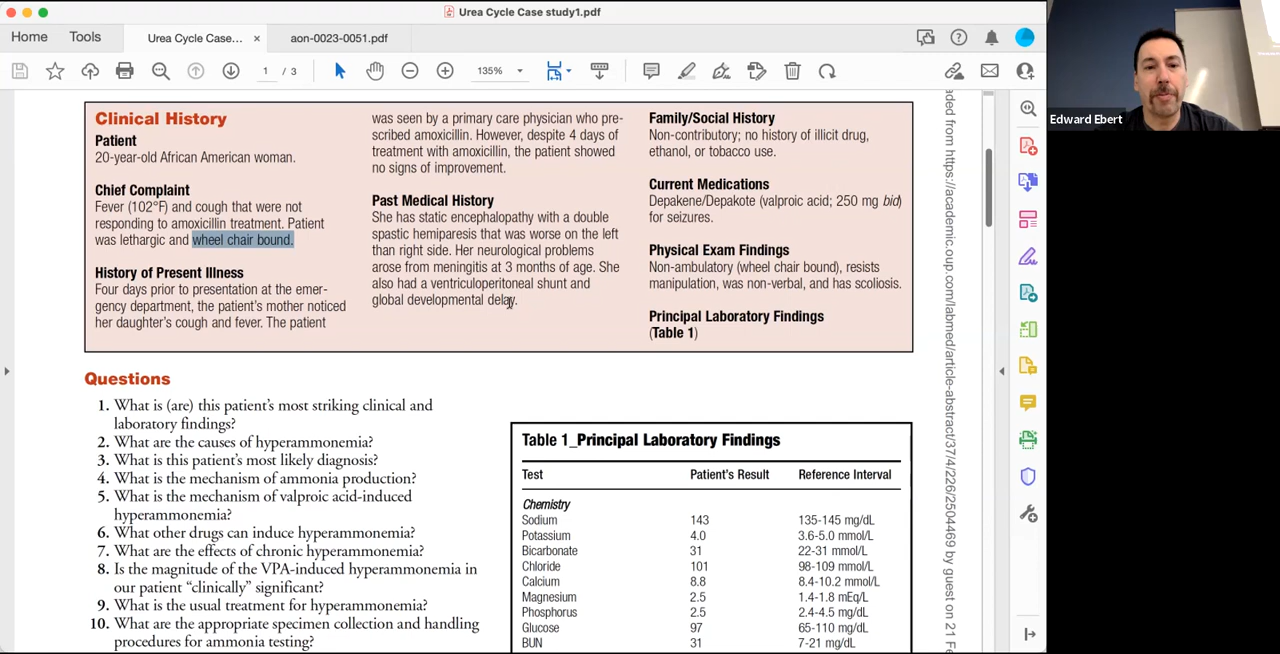 Urea Cycle Case study1.pdf
Home
Tools
Urea Cycle Case...
aon-0023-0051.pdf
1 / 3
135%
Edward Ebert
Clinical History
Patient
20-year-old African American woman.
Chief Complaint
Fever (102°F) and cough that were not
responding to amoxicillin treatment. Patient
was lethargic and wheel chair bound.
History of Present Illness
Four days prior to presentation at the emer-
gency department, the patient's mother noticed
her daughter's cough and fever. The patient
was seen by a primary care physician who pre-
scribed amoxicillin. However, despite 4 days of
treatment with amoxicillin, the patient showed
no signs of improvement.
Past Medical History
She has static encephalopathy with a double
spastic hemiparesis that was worse on the left
than right side. Her neurological problems
arose from meningitis at 3 months of age. She
also had a ventriculoperitoneal shunt and
global developmental delay.
Family/Social History
Non-contributory; no history of illicit drug,
ethanol, or tobacco use.
Current Medications
Depakene/Depakote (valproic acid; 250 mg bid)
for seizures.
Physical Exam Findings
Non-ambulatory (wheel chair bound), resists
manipulation, was non-verbal, and has scoliosis.
Principal Laboratory Findings
(Table 1)
Questions
1. What is (are) this patient's most striking clinical and
laboratory findings?
2. What are the causes of hyperammonemia?
3. What is this patient's most likely diagnosis?
4. What is the mechanism of ammonia production?
5. What is the mechanism of valproic acid-induced
hyperammonemia?
6. What other drugs can induce hyperammonemia?
7. What are the effects of chronic hyperammonemia?
8. Is the magnitude of the VPA-induced hyperammonemia in
our patient "clinically" significant?
9. What is the usual treatment for hyperammonemia?
10. What are the appropriate specimen collection and handling
procedures for ammonia testing?
Table 1_Principal Laboratory Findings
Test Patient's Result Reference Interval
Chemistry
Sodium 143 135-145 mg/dL
Potassium 4.0 3.6-5.0 mmol/L
Bicarbonate 31 22-31 mmol/L
Chloride 101 98-109 mmol/L
Calcium 8.8 8.4-10.2 mmol/L
Magnesium 2.5 1.4-1.8 mEq/L
Phosphorus 2.5 2.4-4.5 mg/dL
Glucose 97 65-110 mg/dL
BUN 31 7-21 mg/dL
aded from https://academic.oup.com/labmed/article-abstract/37/4/226/2504469 by guest on 21 Fe